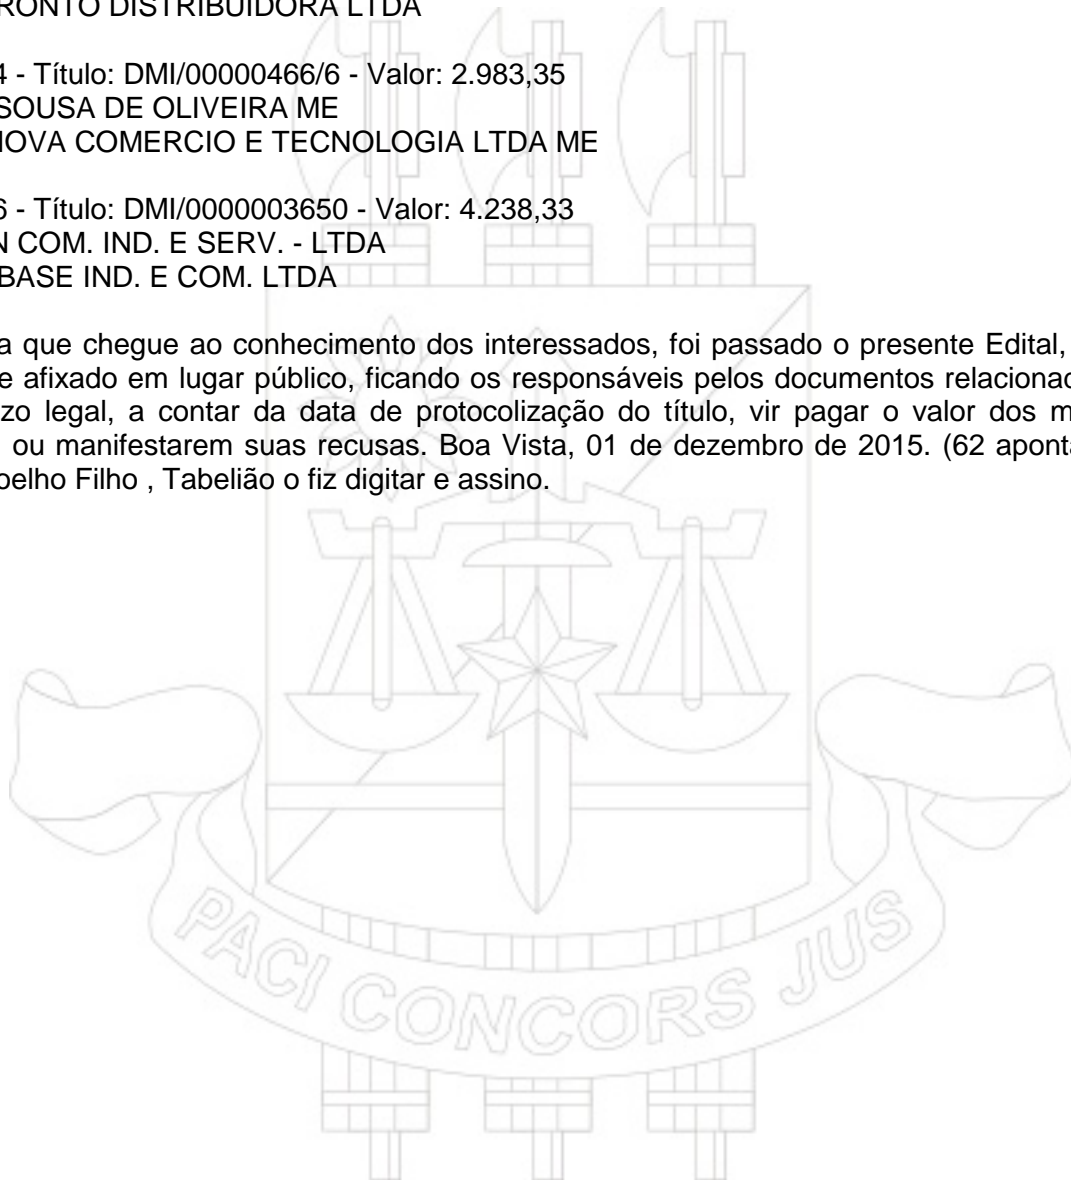 RONTO DISTRIBUIDORA LTDA
4 - Título: DMI/00000466/6 - Valor: 2.983,35
SOUSA DE OLIVEIRA ME
NOVA COMERCIO E TECNOLOGIA LTDA ME
6 - Título: DMI/0000003650 - Valor: 4.238,33
N COM. IND. E SERV. - LTDA
BASE IND. E COM. LTDA
a que chegue ao conhecimento dos interessados, foi passado o presente Edital,
e afixado em lugar público, ficando os responsáveis pelos documentos relacionad
zo legal, a contar da data de protocolização do título, vir pagar o valor dos m
ou manifestarem suas recusas. Boa Vista, 01 de dezembro de 2015. (62 aponta
oelho Filho , Tabelião o fiz digitar e assino.
PACI CONCORS JUS